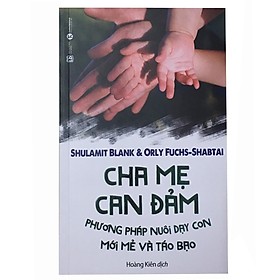 SHULAMIT BLANK & ORLY FUCHS-SHABTAI
CHA MẸ
CAN ĐẢM
PHƯƠNG PHÁP NUÔI DẠY CON
MỚI MẺ VÀ TÁO BẠO
Hoàng Kiên dịch